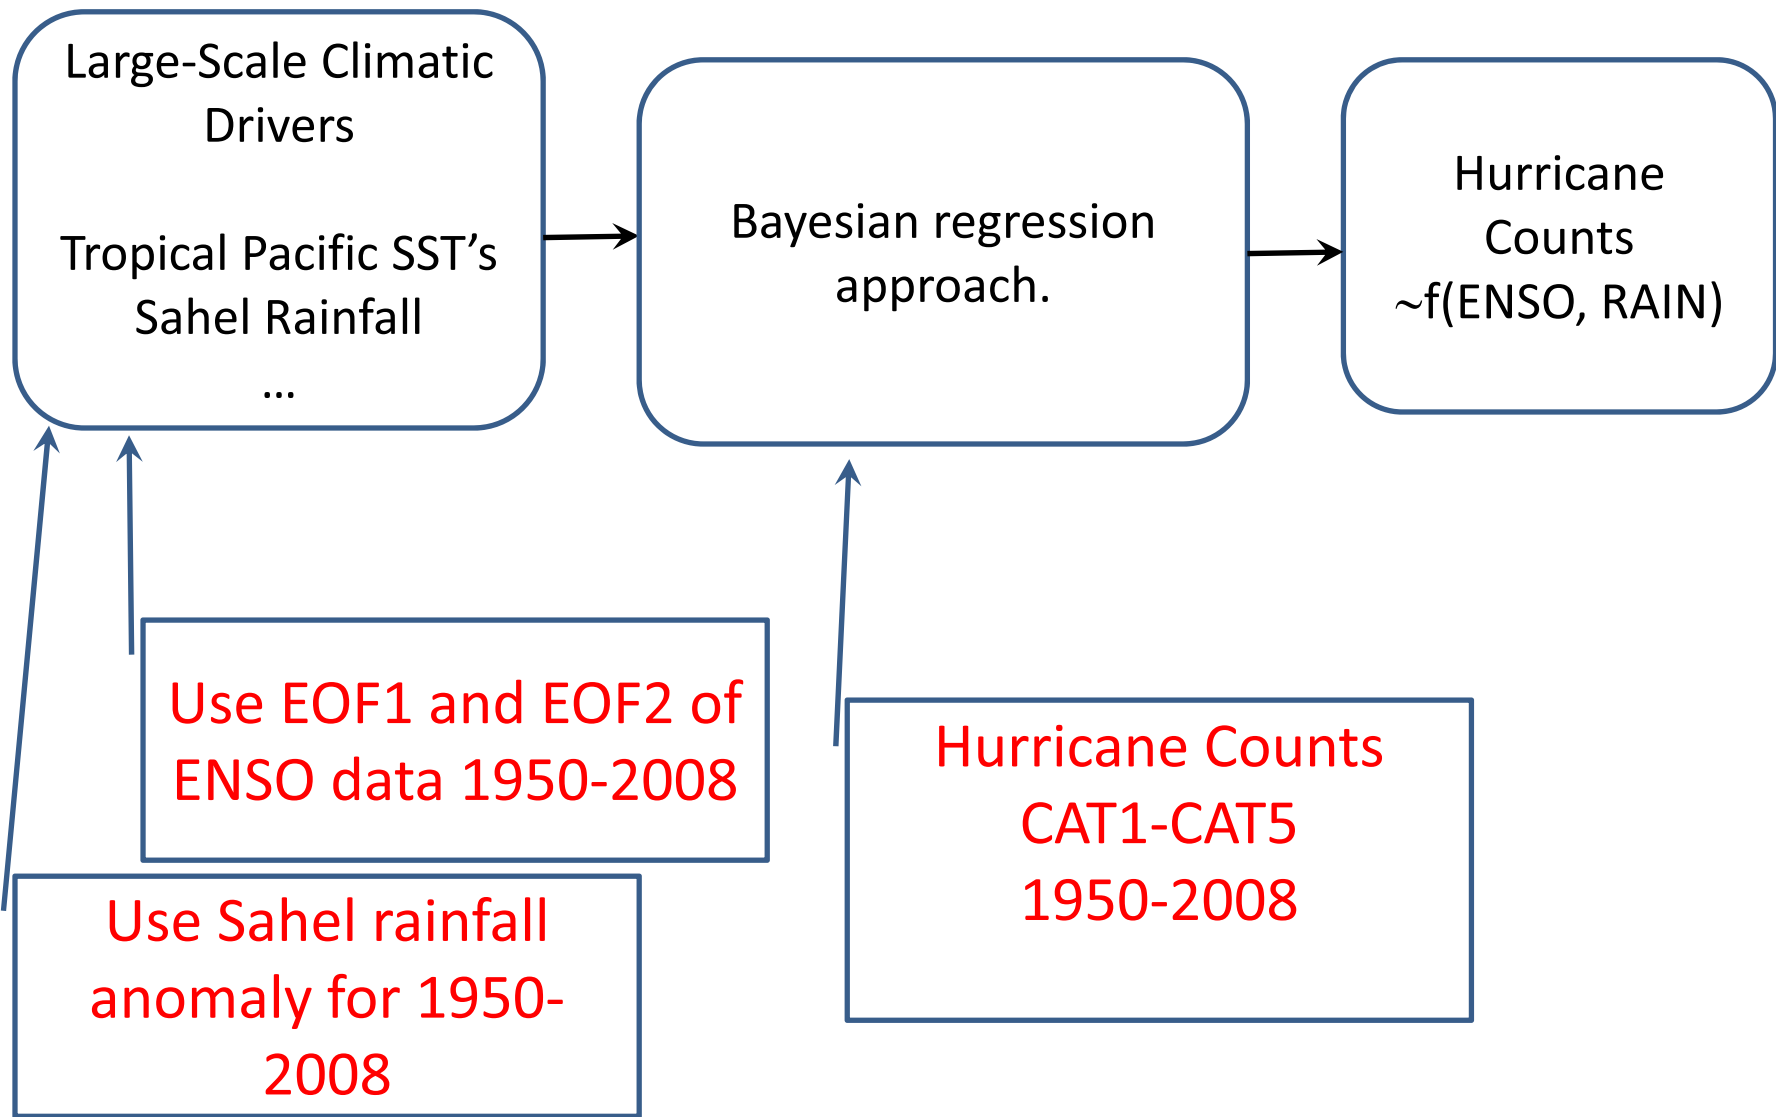 Large-Scale Climatic
Drivers
Tropical Pacific SST’s
Sahel Rainfall
...
Bayesian regression
approach.
Hurricane
Counts
~f(ENSO, RAIN)
Use EOF1 and EOF2 of
ENSO data 1950-2008
Hurricane Counts
CAT1-CAT5
1950-2008
Use Sahel rainfall
anomaly for 1950-
2008